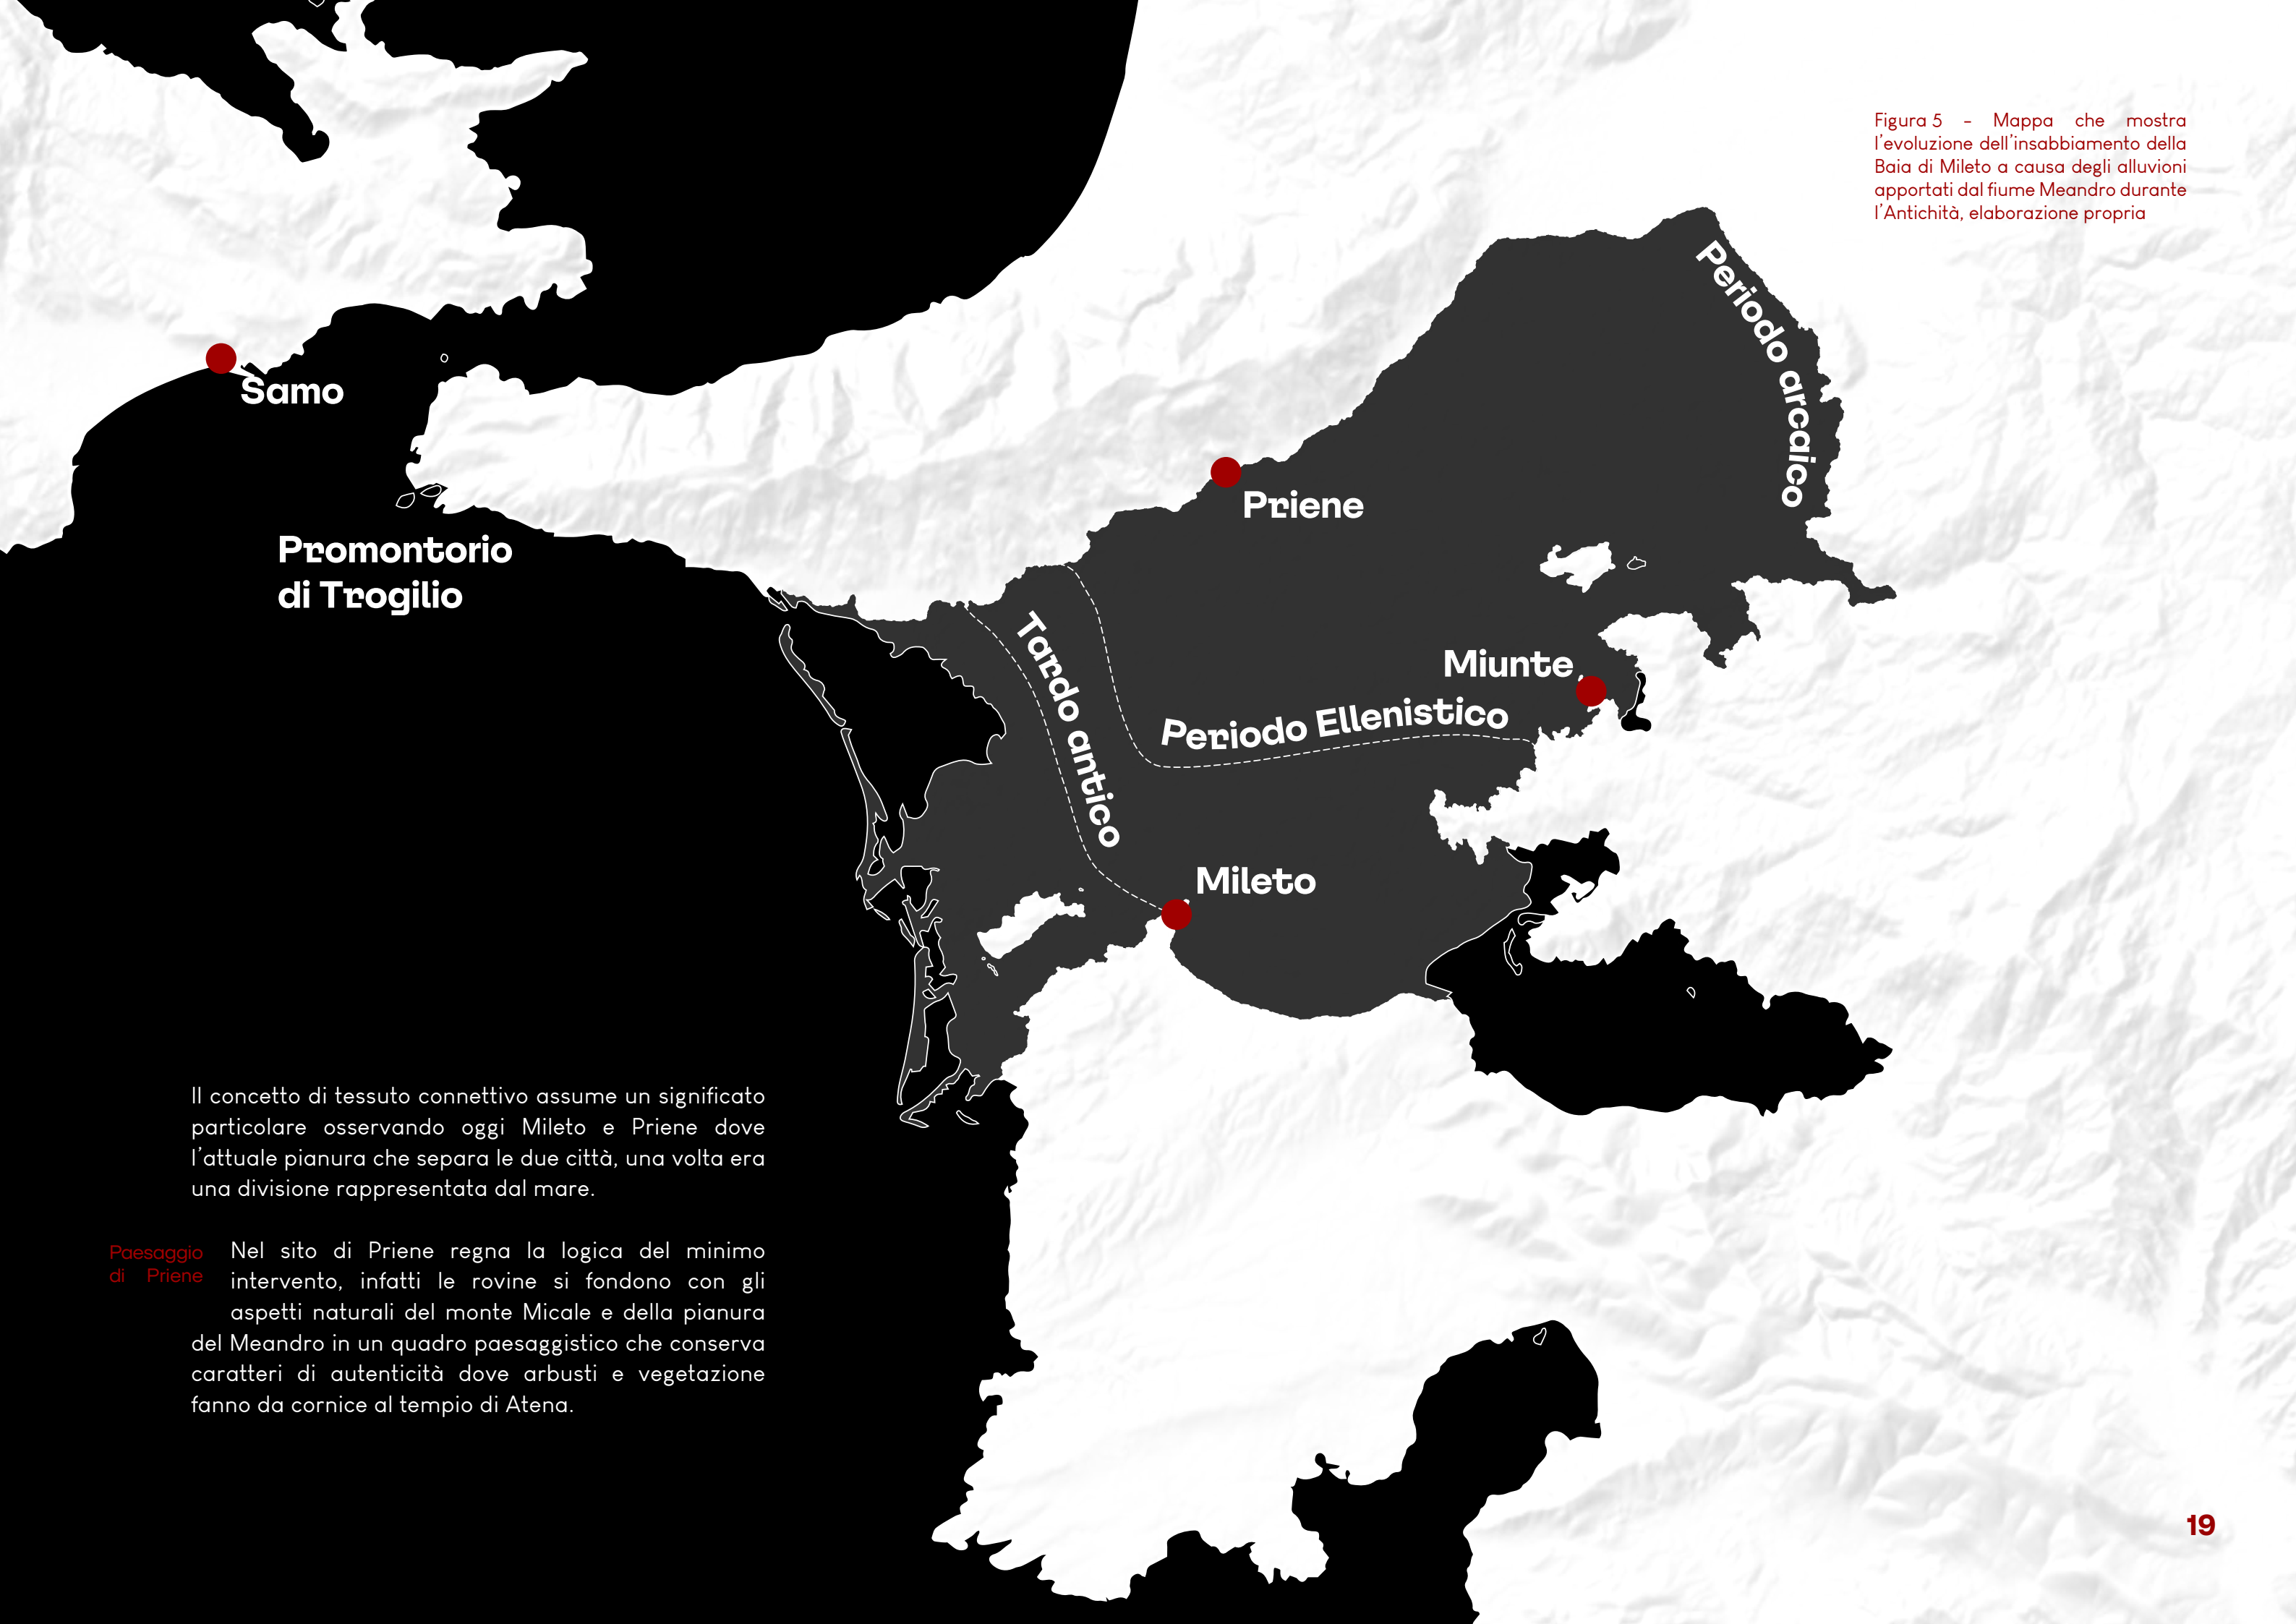 Figura 5 - Mappa che mostra
l'evoluzione dell'insabbiamento della
Baia di Mileto a causa degli alluvioni
apportati dal fiume Meandro durante
l'Antichità, elaborazione propria
Periodo arcaico
Samo
Priene
Promontorio
di Trogilio
Tardo antico
Miunte
Periodo Ellenistico
Mileto
Il concetto di tessuto connettivo assume un significato
particolare osservando oggi Mileto e Priene dove
l'attuale pianura che separa le due città, una volta era
una divisione rappresentata dal mare.
Paesaggio
di Priene
Nel sito di Priene regna la logica del minimo
intervento, infatti le rovine si fondono con gli
aspetti naturali del monte Micale e della pianura
del Meandro in un quadro paesaggistico che conserva
caratteri di autenticità dove arbusti e vegetazione
fanno da cornice al tempio di Atena.
19